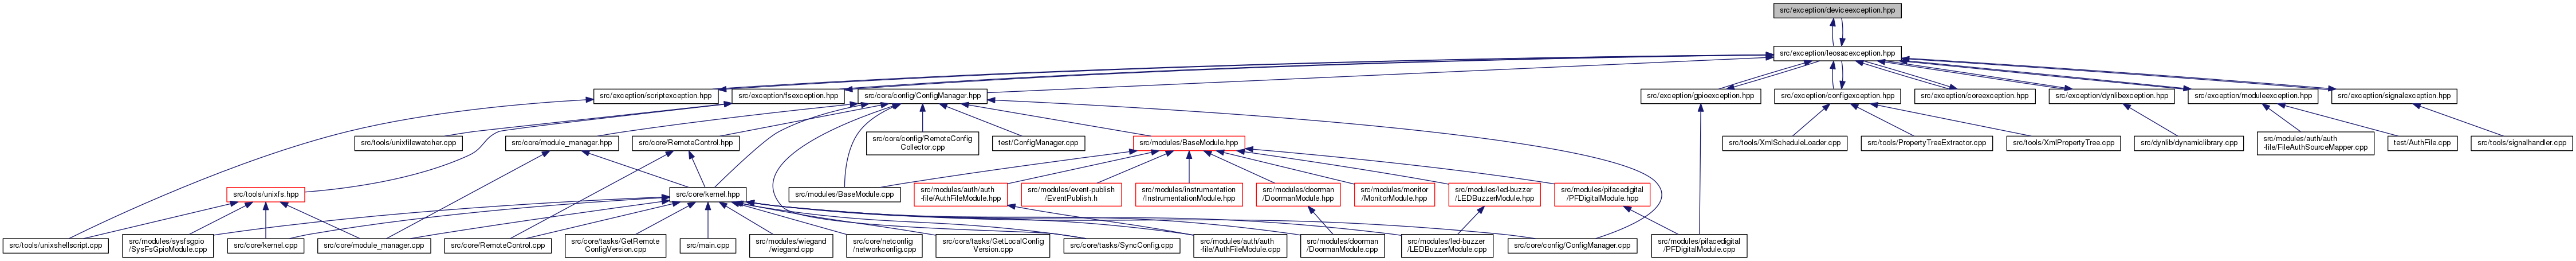 src/exception/deviceexception.hpp
src/exception/leosacexception.hpp
src/exception/scriptexception.hpp
src/exception/fsexception.hpp
src/core/config/ConfigManager.hpp
src/exception/gpioexception.hpp
src/exception/configexception.hpp
src/exception/coreexception.hpp
src/exception/dynlibexception.hpp
src/exception/moduleexception.hpp
src/exception/signalexception.hpp
src/tools/unixfilewatcher.cpp
src/core/module_manager.hpp
src/core/RemoteControl.hpp
src/core/config/RemoteConfig
Collector.cpp
test/ConfigManager.cpp
src/modules/BaseModule.hpp
src/tools/XmlScheduleLoader.cpp
src/tools/PropertyTreeExtractor.cpp
src/tools/XmlPropertyTree.cpp
src/dynlib/dynamiclibrary.cpp
src/modules/auth/auth
-file/FileAuthSourceMapper.cpp
test/AuthFile.cpp
src/tools/signalhandler.cpp
src/tools/unixfs.hpp
src/core/kernel.hpp
src/modules/BaseModule.cpp
src/modules/auth/auth
-file/AuthFileModule.hpp
src/modules/event-publish
/EventPublish.h
src/modules/instrumentation
/InstrumentationModule.hpp
src/modules/doorman
/DoormanModule.hpp
src/modules/monitor
/MonitorModule.hpp
src/modules/led-buzzer
/LEDBuzzerModule.hpp
src/modules/pifacedigital
/PFDigitalModule.hpp
src/tools/unixshellscript.cpp
src/modules/sysfsgpio
/SysFsGpioModule.cpp
src/core/kernel.cpp
src/core/module_manager.cpp
src/core/RemoteControl.cpp
src/core/tasks/GetRemote
ConfigVersion.cpp
src/main.cpp
src/modules/wiegand
/wiegand.cpp
src/core/netconfig
/networkconfig.cpp
src/core/tasks/GetLocalConfig
Version.cpp
src/core/tasks/SyncConfig.cpp
src/modules/auth/auth
-file/AuthFileModule.cpp
src/modules/doorman
/DoormanModule.cpp
src/modules/led-buzzer
/LEDBuzzerModule.cpp
src/core/config/ConfigManager.cpp
src/modules/pifacedigital
/PFDigitalModule.cpp